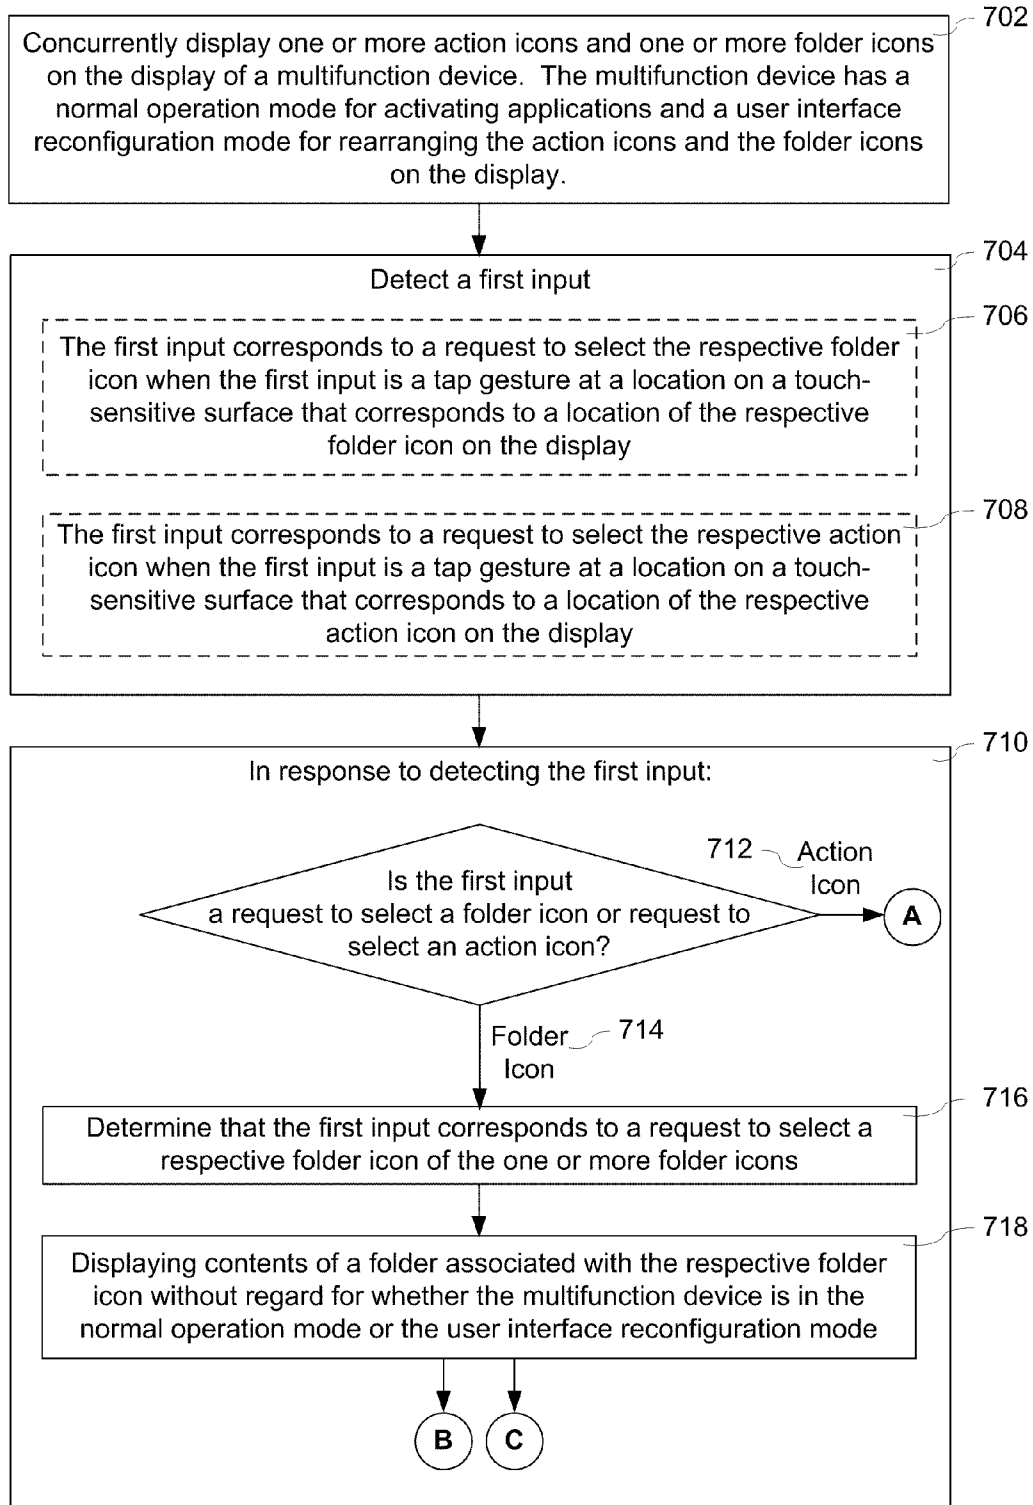 702
Concurrently display one or more action icons and one or more folder icons
on the display of a multifunction device. The multifunction device has a
normal operation mode for activating applications and a user interface
reconfiguration mode for rearranging the action icons and the folder icons
on the display.
704
Detect a first input
706
The first input corresponds to a request to select the respective folder
icon when the first input is a tap gesture at a location on a touch-
sensitive surface that corresponds to a location of the respective
folder icon on the display
708
The first input corresponds to a request to select the respective action
icon when the first input is a tap gesture at a location on a touch-
sensitive surface that corresponds to a location of the respective
action icon on the display
710
In response to detecting the first input:
712
Action
Icon
Is the first input
a request to select a folder icon or request to
select an action icon?
A
Folder
Icon
714
716
Determine that the first input corresponds to a request to select a
respective folder icon of the one or more folder icons
718
Displaying contents of a folder associated with the respective folder
icon without regard for whether the multifunction device is in the
normal operation mode or the user interface reconfiguration mode
B
C